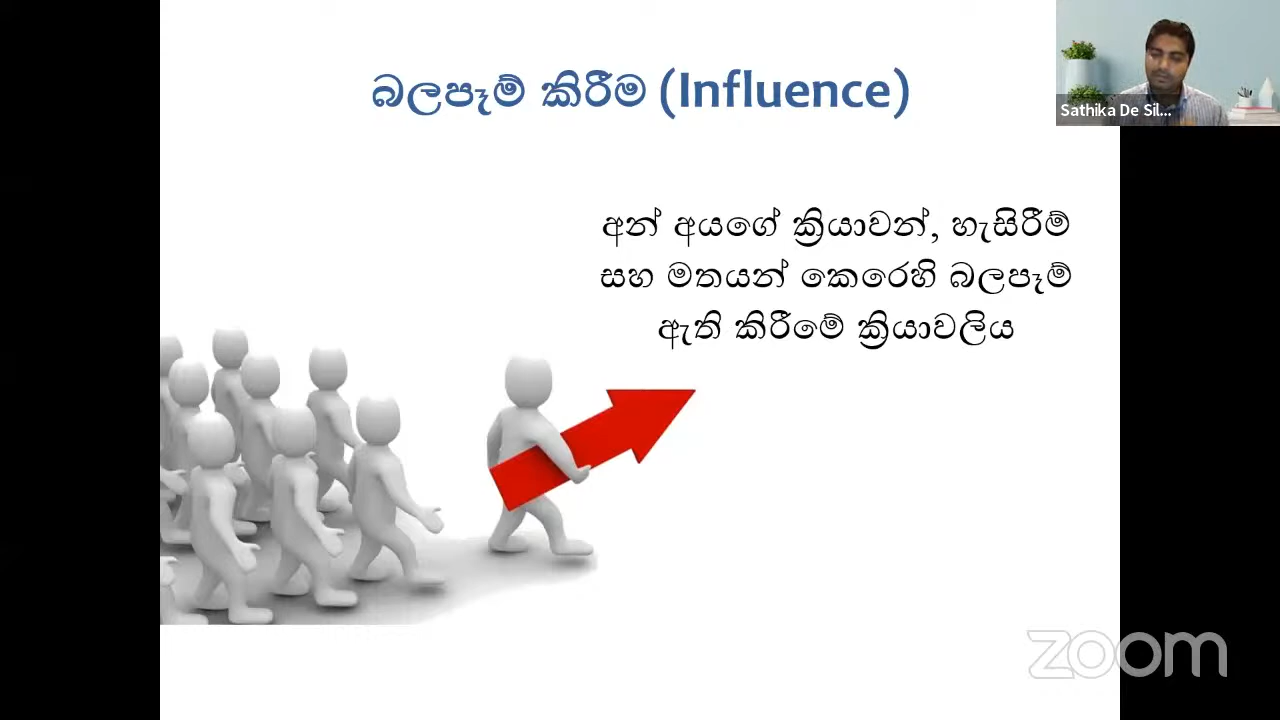 බලපෑම් කිරීම (Influence)
Sathika De Sil...
අන් අයගේ ක්‍රියාවන්, හැසිරීම්
සහ මතයන් කෙරෙහි බලපෑම්
ඇති කිරීමේ ක්‍රියාවලිය
zoom